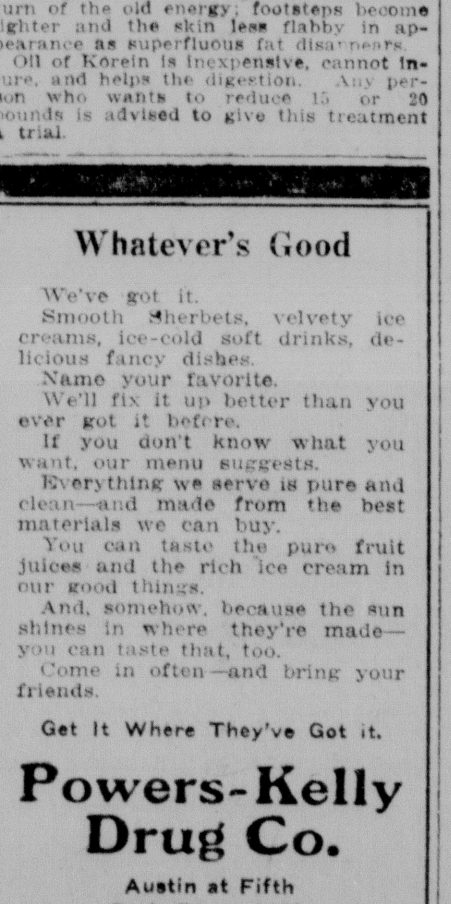 urn of the old energy; footsteps become
ighter and the skin less flabby in ap-
earance as superfluous fat disappears.
Oil of Korein is inexpensive, cannot in-
ure, and helps the digestion. Any per-
on who wants to reduce 15 or 20
ounds is advised to give this treatment
trial.
Whatever's Good
We've got it.
Smooth Sherbets, velvety ice
creams, ice-cold soft drinks, de-
licious fancy dishes.
Name your favorite.
We'll fix it up better than you
ever got it before.
If you don't know what you
want, our menu suggests.
Everything we serve is pure and
clean—and made from the best
materials we can buy.
You can taste the pure fruit
juices and the rich ice cream in
our good things.
And, somehow, because the sun
shines in where they're made—
you can taste that, too.
Come in often—and bring your
friends.
Get It Where They've Got it.
Powers-Kelly
Drug Co.
Austin at Fifth